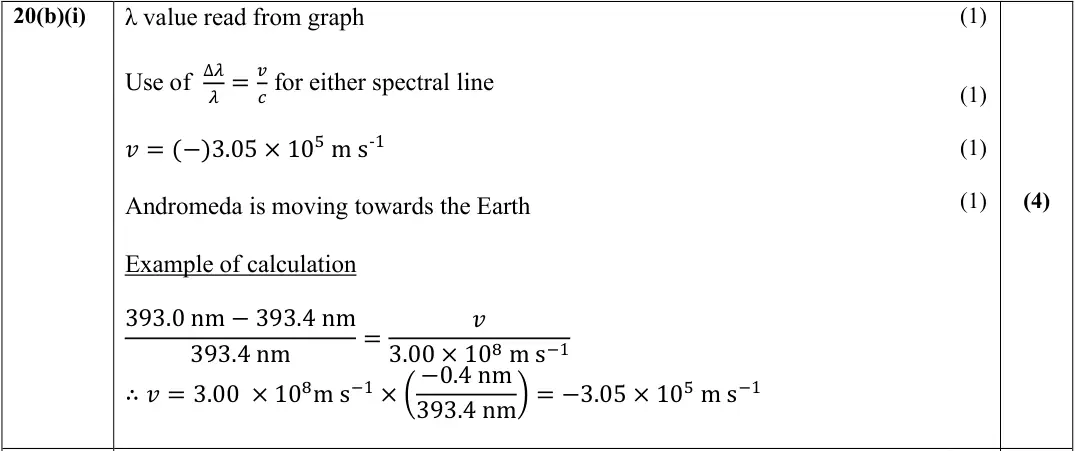 20(b)(i) λ value read from graph (1)
Use of Δλ/λ = v/c for either spectral line (1)
v = (−)3.05 × 10⁵ m s⁻¹ (1)
Andromeda is moving towards the Earth (1) (4)
Example of calculation
(393.0 nm − 393.4 nm)/393.4 nm = v/(3.00 × 10⁸ m s⁻¹)
∴ v = 3.00 × 10⁸m s⁻¹ × (−0.4 nm/393.4 nm) = −3.05 × 10⁵ m s⁻¹